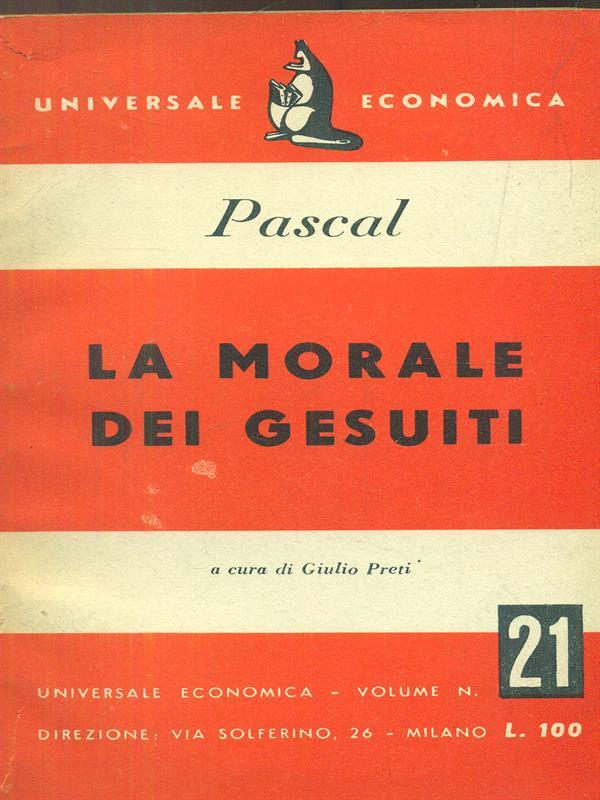 UNIVERSALE ECONOMICA
Pascal
LA MORALE
DEI GESUITI
a cura di Giulio Preti
21
UNIVERSALE ECONOMICA - VOLUME N.
DIREZIONE: VIA SOLFERINO, 26 - MILANO L. 100